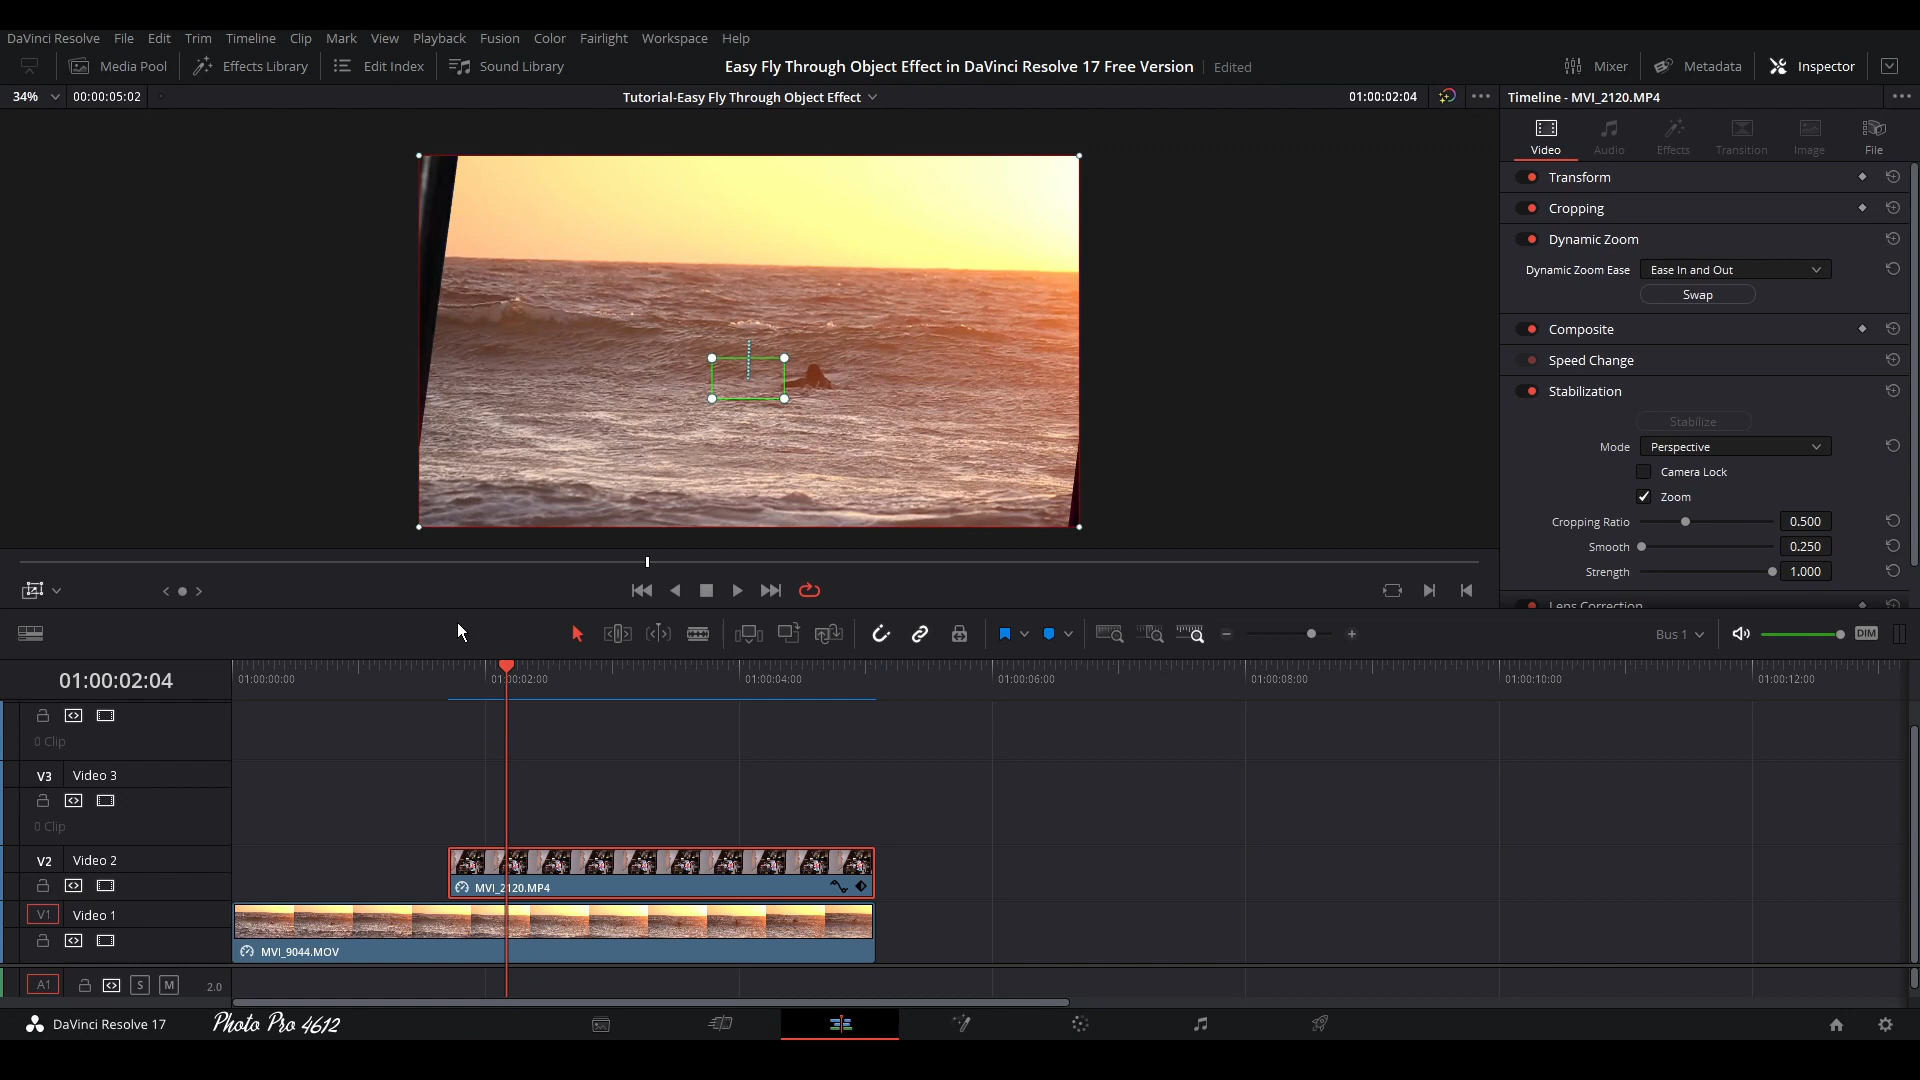 DaVinci Resolve File Edit Trim Timeline Clip Mark View Playback Fusion Color Fairlight Workspace Help
Media Pool Effects Library Edit Index Sound Library Easy Fly Through Object Effect in DaVinci Resolve 17 Free Version Edited Mixer Metadata Inspector
34% 00:00:05:02 Tutorial-Easy Fly Through Object Effect 01:00:02:04 Timeline - MVI_2120.MP4
Video Audio Effects Transition Image File
Transform
Cropping
Dynamic Zoom
Dynamic Zoom Ease Ease In and Out
Swap
Composite
Speed Change
Stabilization
Stabilize
Mode Perspective
Camera Lock
Zoom
Cropping Ratio 0.500
Smooth 0.250
Strength 1.000
Lens Correction
Bus 1 DIM
01:00:02:04 01:00:00:00 01:00:02:00 01:00:04:00 01:00:06:00 01:00:08:00 01:00:10:00 01:00:12:00
0 Clip
V3 Video 3
0 Clip
V2 Video 2
MVI_2120.MP4
V1 Video 1
MVI_9044.MOV
A1 S M 2.0
DaVinci Resolve 17 Photo Pro 4612